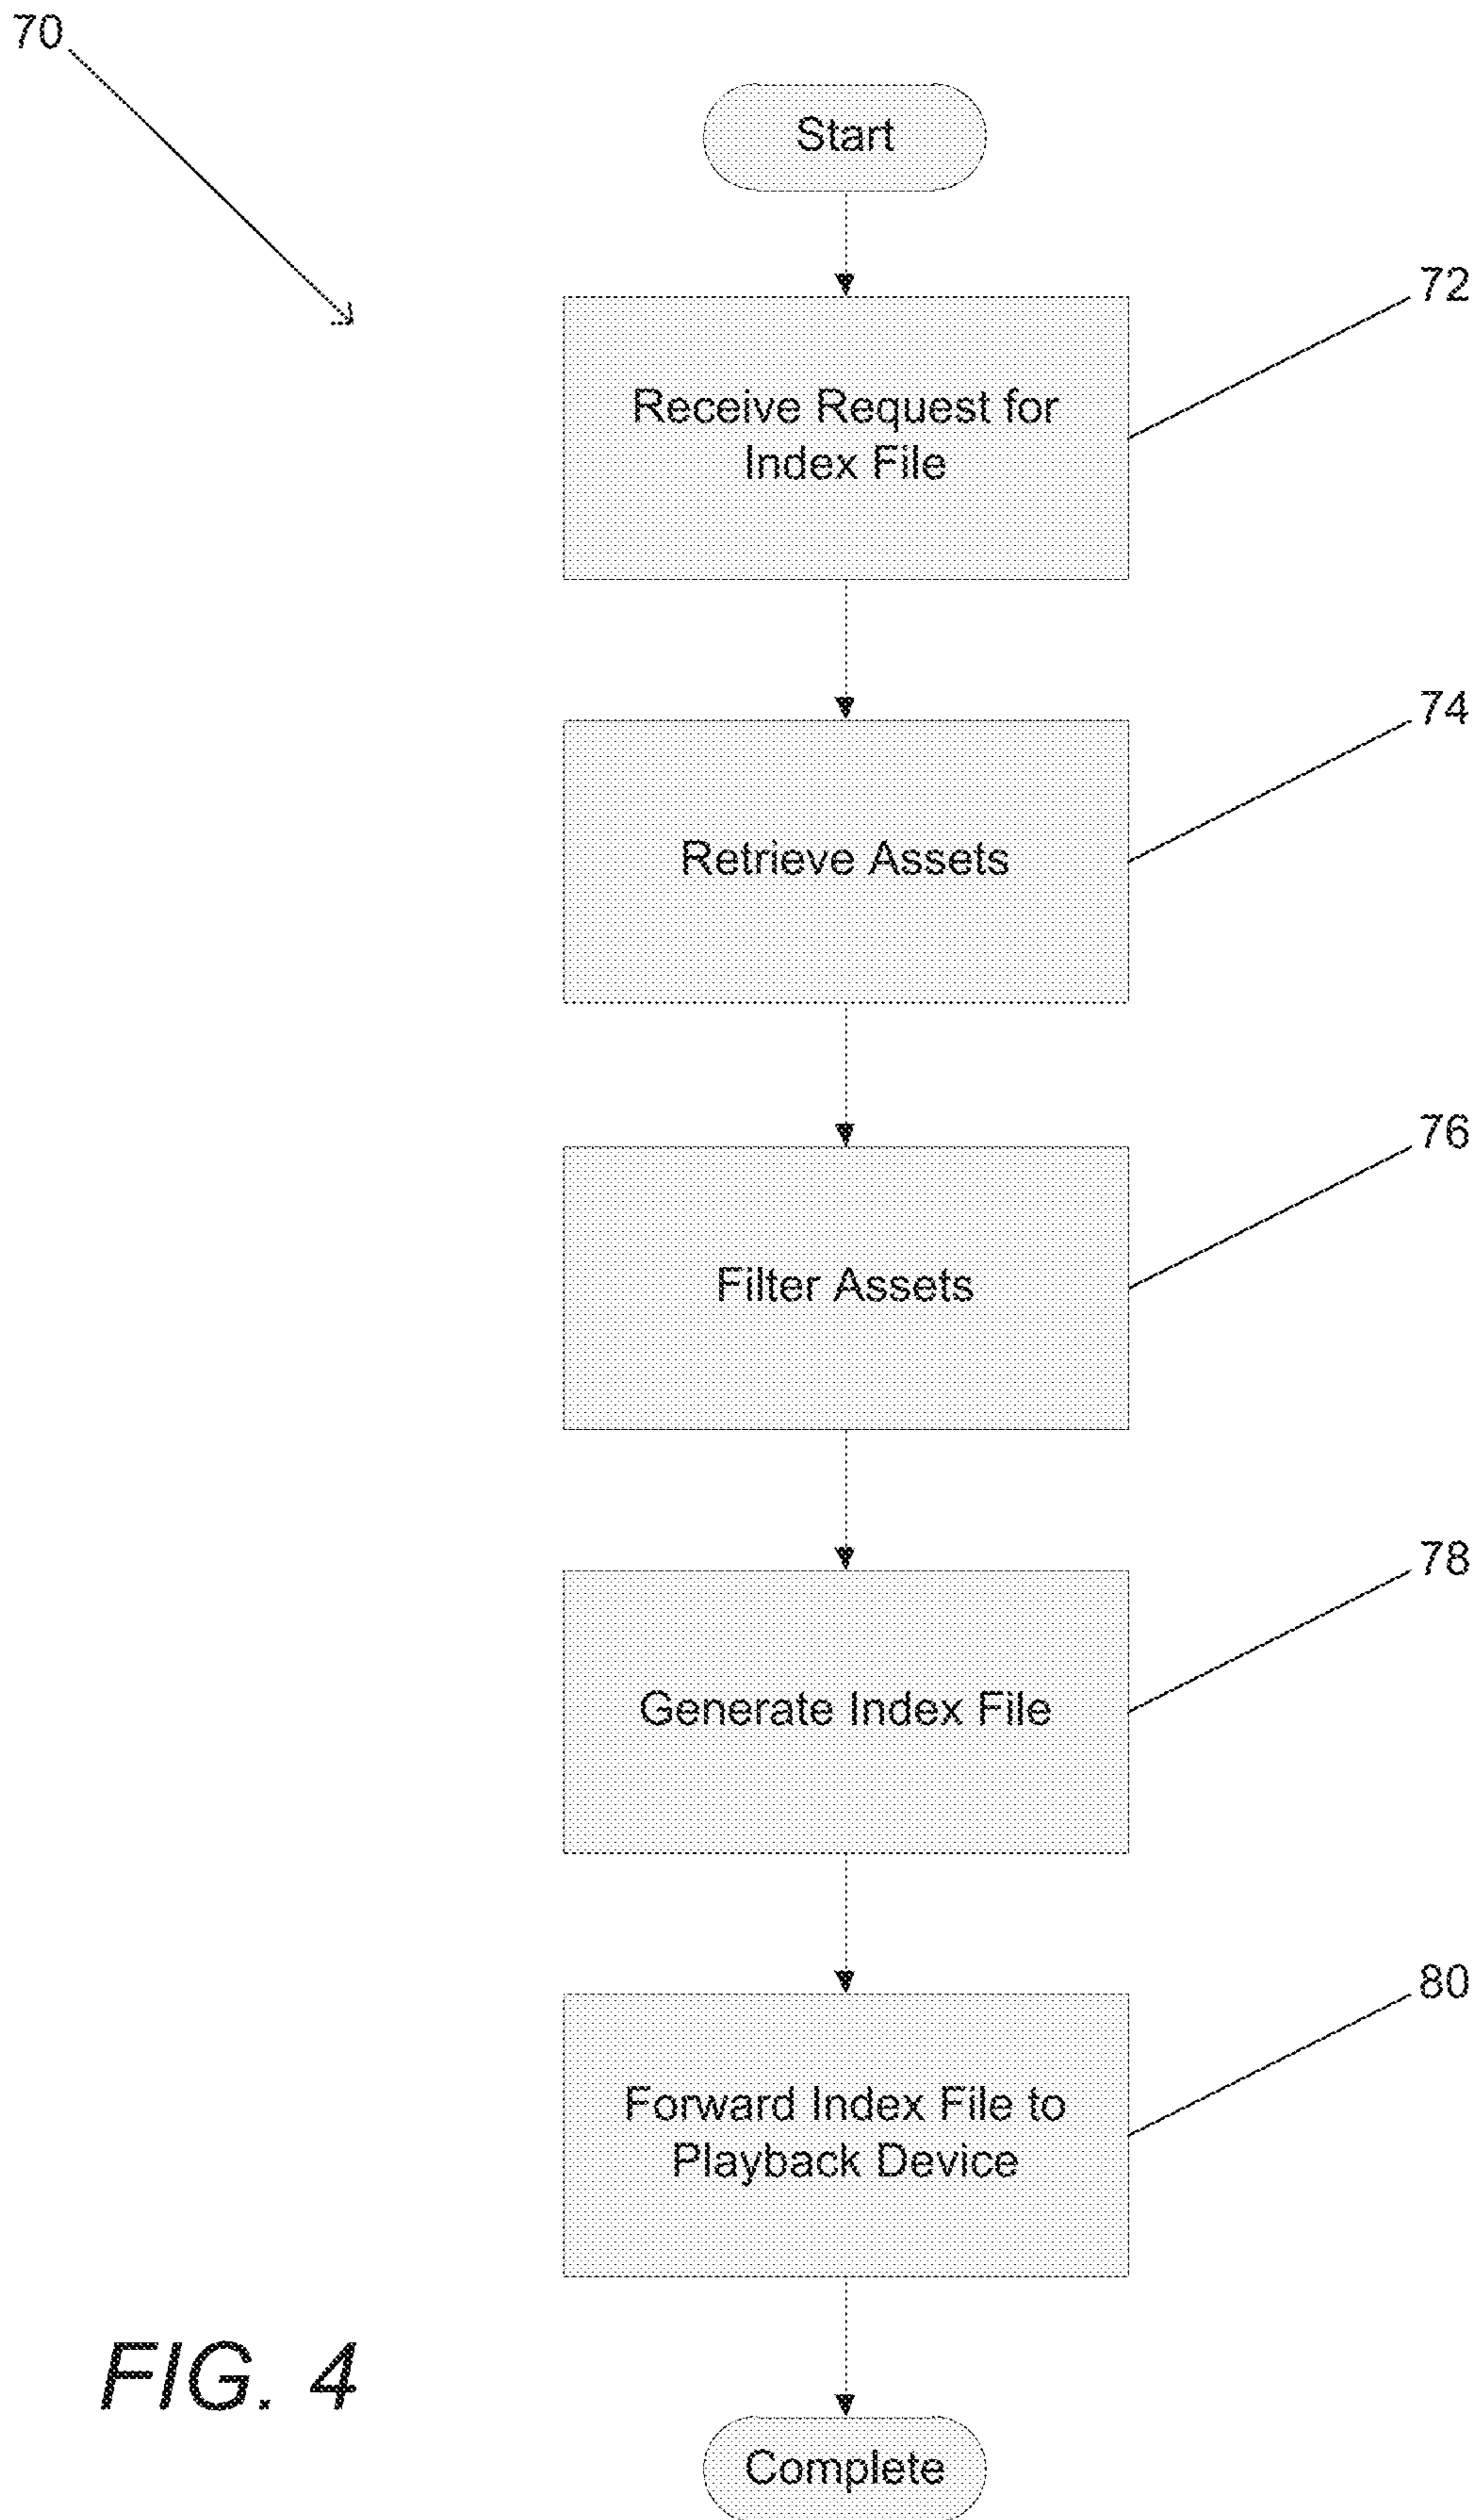 70
Start
72
Receive Request for
Index File
74
Retrieve Assets
76
Filter Assets
78
Generate Index File
80
Forward Index File to
Playback Device
FIG. 4
Complete